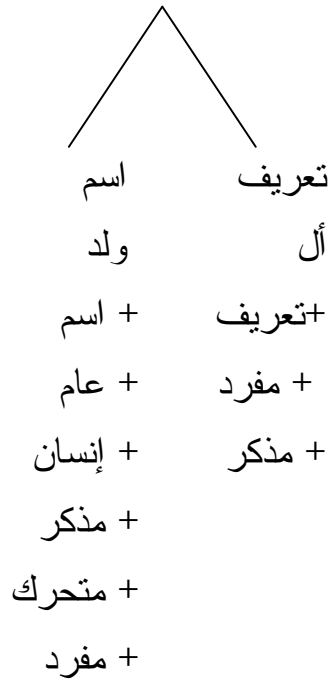 تعريف اسم
أل ولد
+تعريف + اسم
+ مفرد + عام
+ مذكر + إنسان
+ مذكر
+ متحرك
+ مفرد